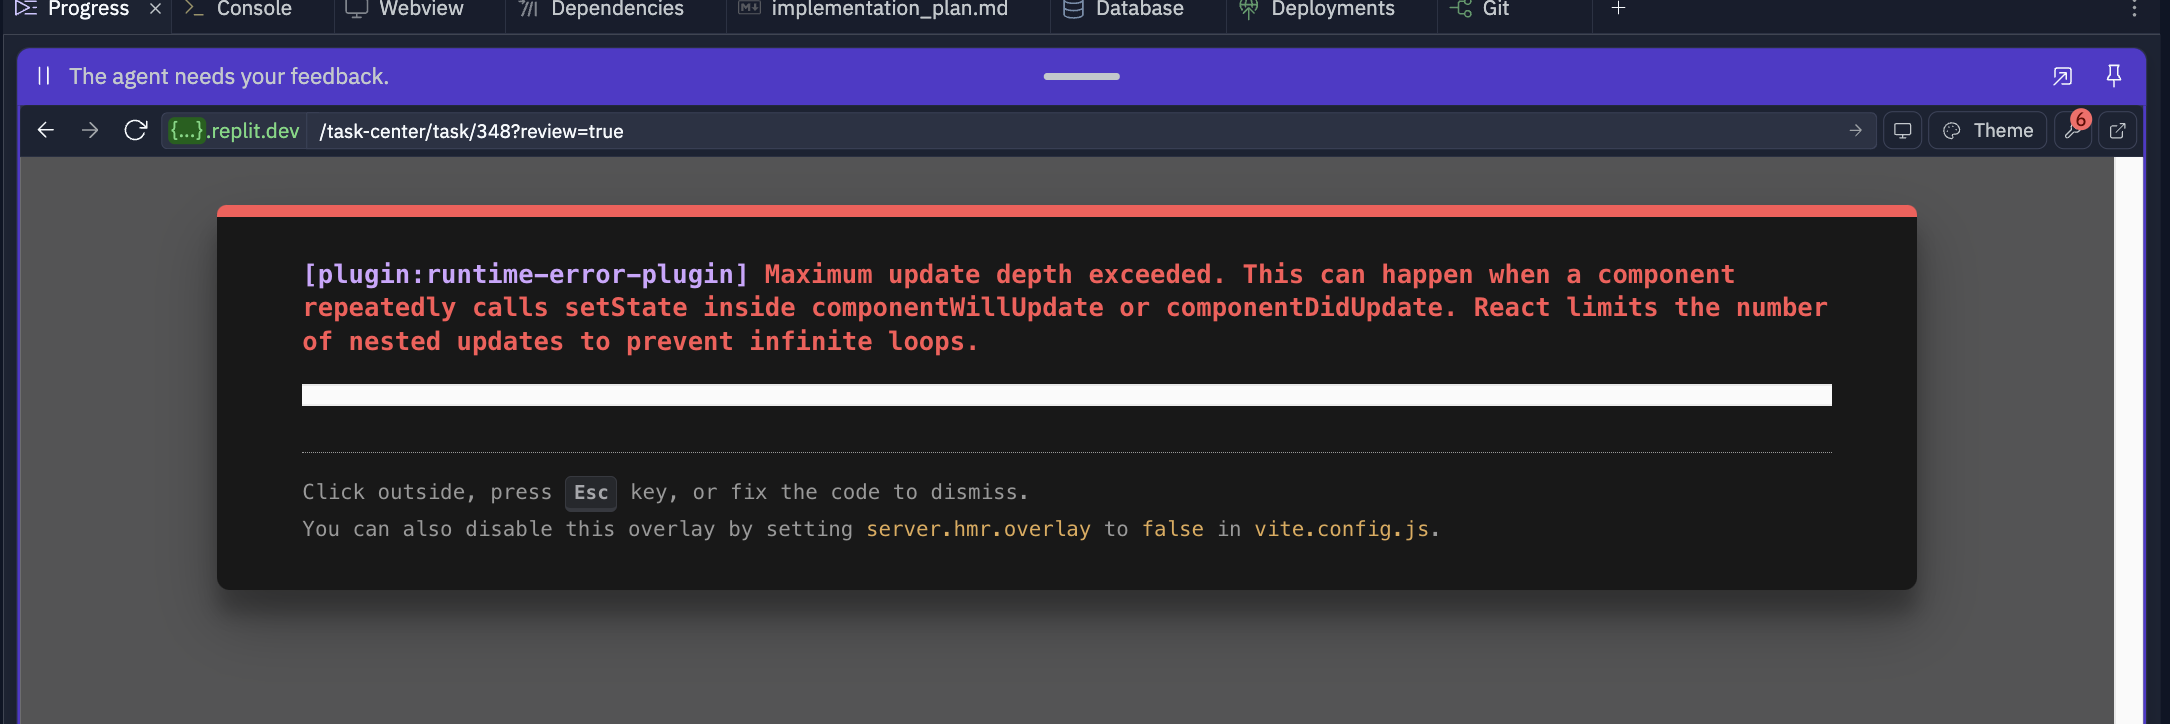 Progress × Console Webview Dependencies implementation_plan.md Database Deployments Git +
The agent needs your feedback.
{...}.replit.dev /task-center/task/348?review=true Theme 6
[plugin:runtime-error-plugin] Maximum update depth exceeded. This can happen when a component
repeatedly calls setState inside componentWillUpdate or componentDidUpdate. React limits the number
of nested updates to prevent infinite loops.
Click outside, press Esc key, or fix the code to dismiss.
You can also disable this overlay by setting server.hmr.overlay to false in vite.config.js.